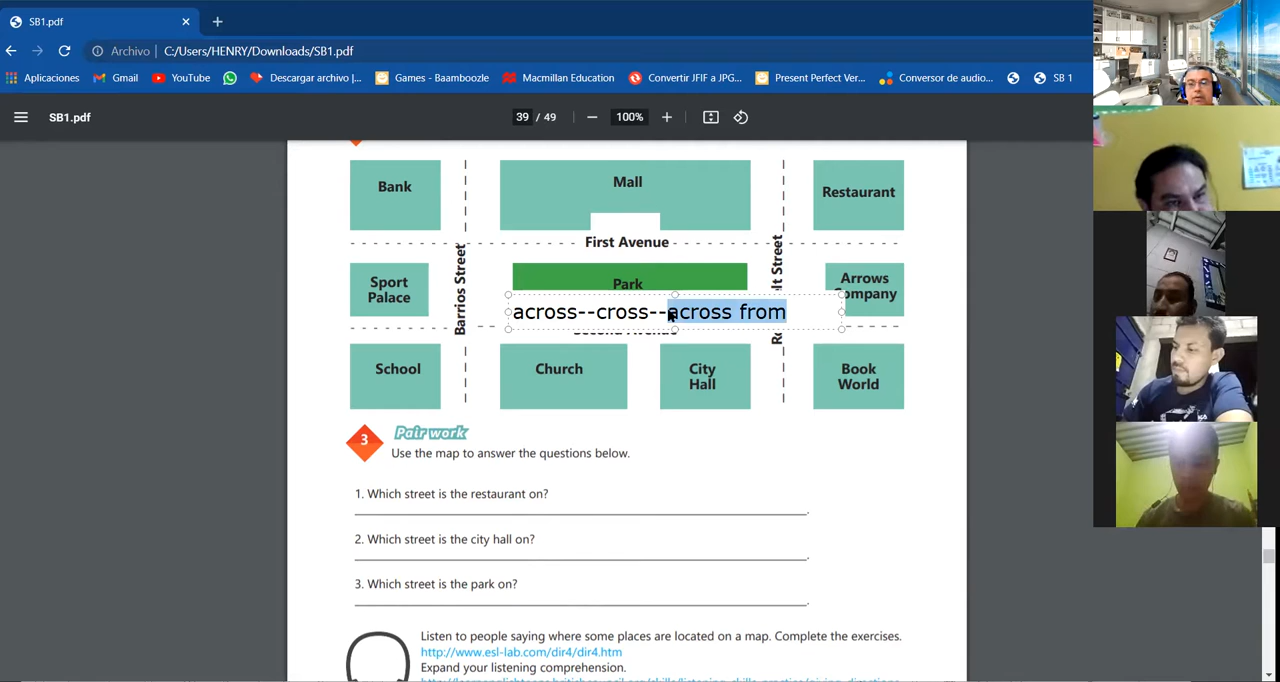 SB1.pdf
Archivo
C:/Users/HENRY/Downloads/SB1.pdf
Aplicaciones
Gmail
YouTube
Descargar archivo |...
Games - Baamboozle
Macmillan Education
Convertir JFIF a JPG...
Present Perfect Ver...
Conversor de audio...
SB 1
SB1.pdf
39 / 49
100%
Bank
Mall
Restaurant
First Avenue
Barrios Street
Street
Sport
Palace
Park
Arrows
Company
across--cross--across from
School
Church
City
Hall
Book
World
3
Pair work
Use the map to answer the questions below.
1. Which street is the restaurant on?
2. Which street is the city hall on?
3. Which street is the park on?
Listen to people saying where some places are located on a map. Complete the exercises.
http://www.esl-lab.com/dir4/dir4.htm
Expand your listening comprehension.